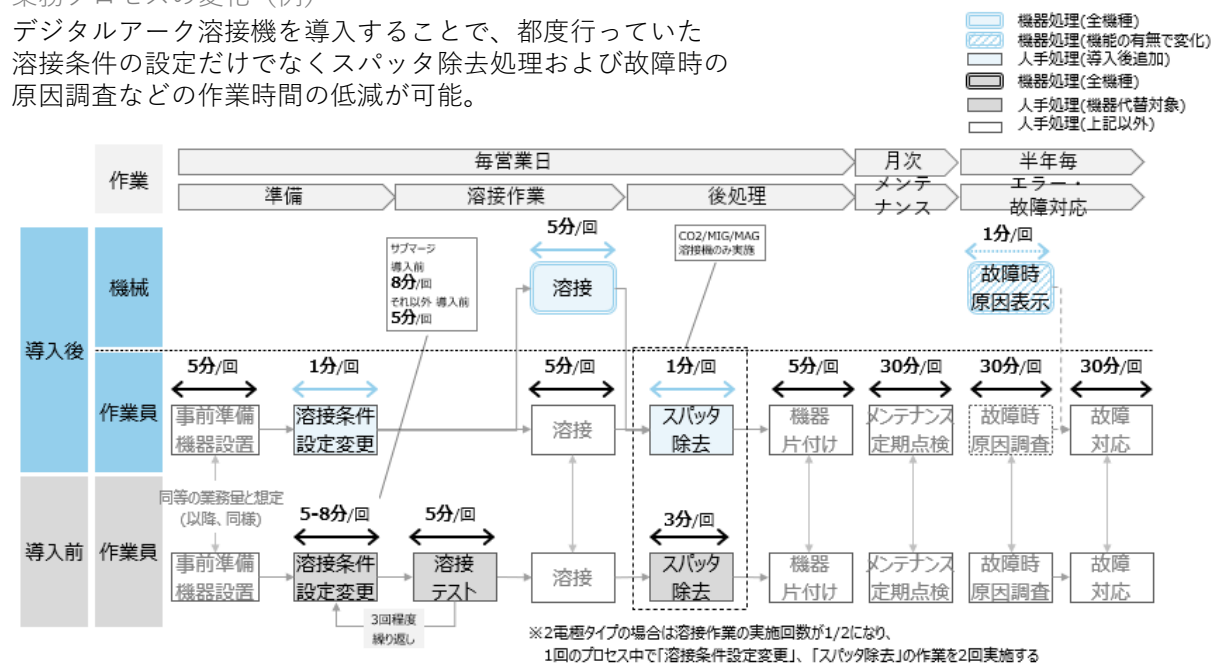 業務プロセスの変化（例）
デジタルアーク溶接機を導入することで、都度行っていた
溶接条件の設定だけでなくスパッタ除去処理および故障時の
原因調査などの作業時間の低減が可能。
機器処理(全機種)
機器処理(機能の有無で変化)
人手処理(導入後追加)
機器処理(全機種)
人手処理(機器代替対象)
人手処理(上記以外)
作業
毎営業日
月次
半年毎
準備
溶接作業
後処理
メンテ
ナンス
エラー・
故障対応
導入後
機械
サブマージ
導入前
8分/回
それ以外 導入前
5分/回
5分/回
溶接
CO2/MIG/MAG
溶接機のみ実施
1分/回
故障時
原因表示
作業員
5分/回
事前準備
機器設置
1分/回
溶接条件
設定変更
5分/回
溶接
1分/回
スパッタ
除去
5分/回
機器
片付け
30分/回
メンテナンス
定期点検
30分/回
故障時
原因調査
30分/回
故障
対応
同等の業務量と想定
(以降、同様)
導入前
作業員
事前準備
機器設置
5-8分/回
溶接条件
設定変更
5分/回
溶接
テスト
3回程度
繰り返し
溶接
3分/回
スパッタ
除去
機器
片付け
メンテナンス
定期点検
故障時
原因調査
故障
対応
※2電極タイプの場合は溶接作業の実施回数が1/2になり、
1回のプロセス中で「溶接条件設定変更」、「スパッタ除去」の作業を2回実施する